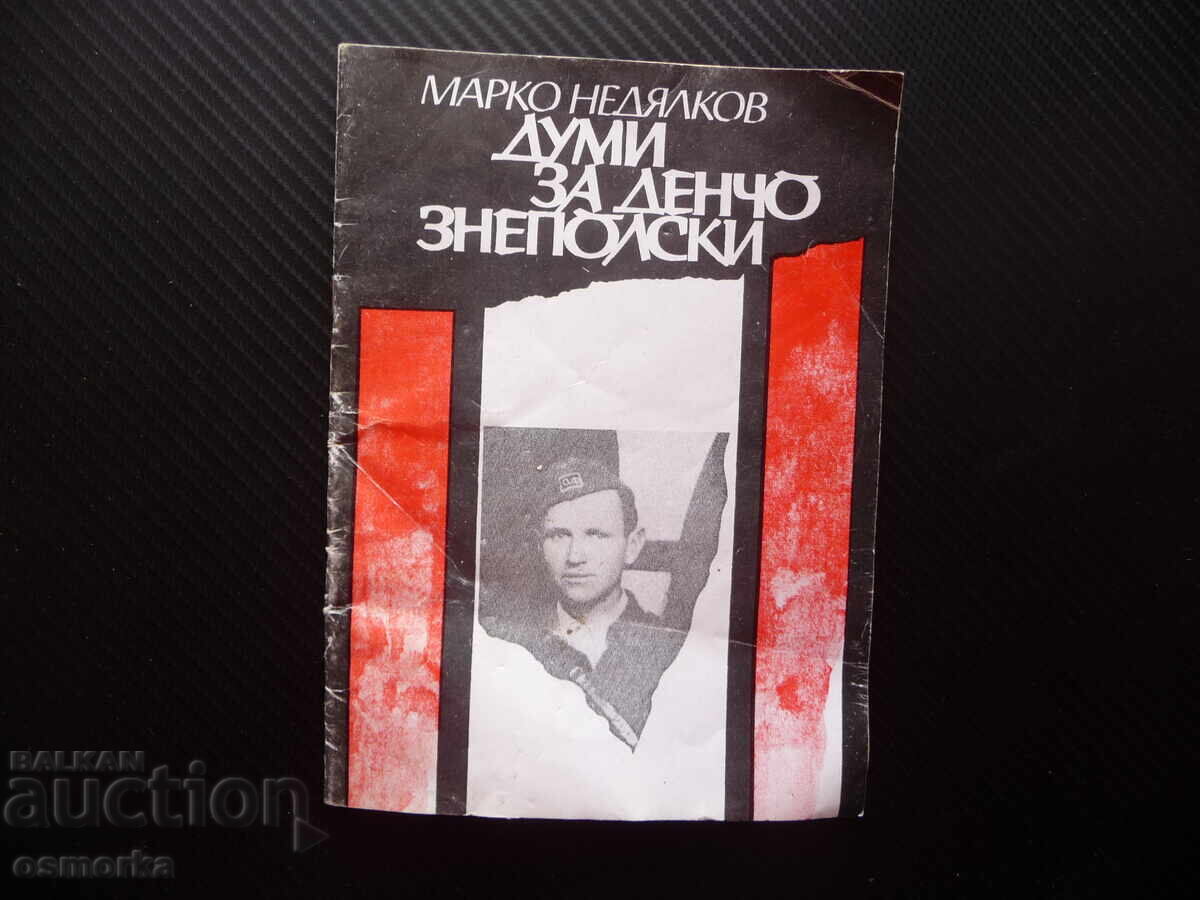 МАРКО НЕДЯЛКОВ
ДУМИ
ЗА ДЕНЧО
ЗНЕПОЛСКИ
BALKAN
auction
osmorka